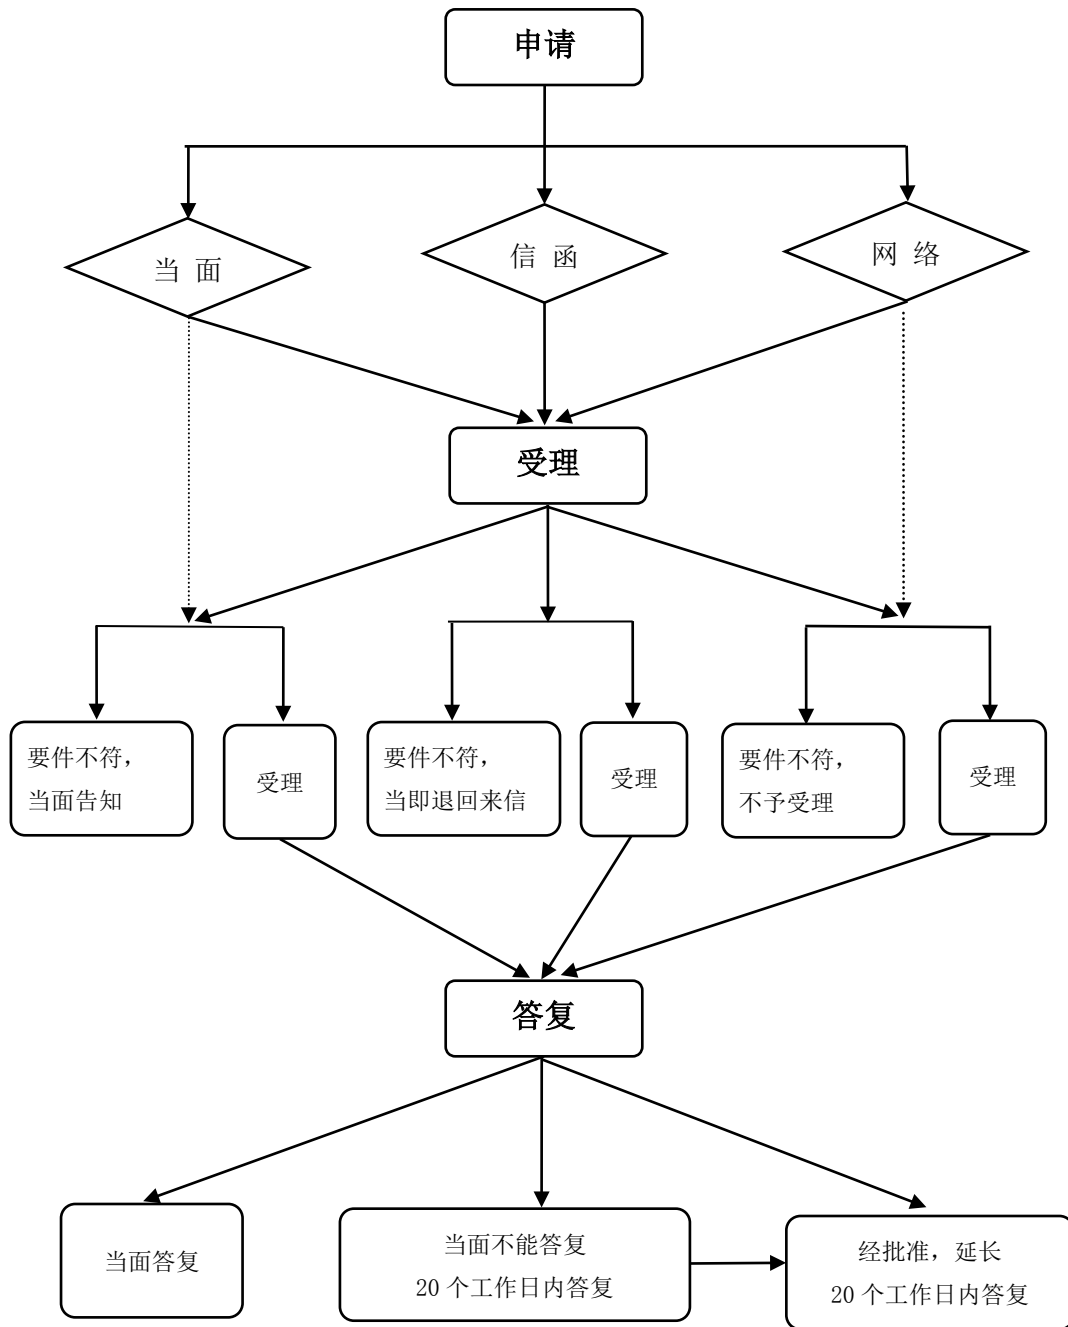 申请
当 面
信 函
网 络
受理
要件不符，
当面告知
受理
要件不符，
当即退回来信
受理
要件不符，
不予受理
受理
答复
当面答复
当面不能答复
20 个工作日内答复
经批准，延长
20 个工作日内答复